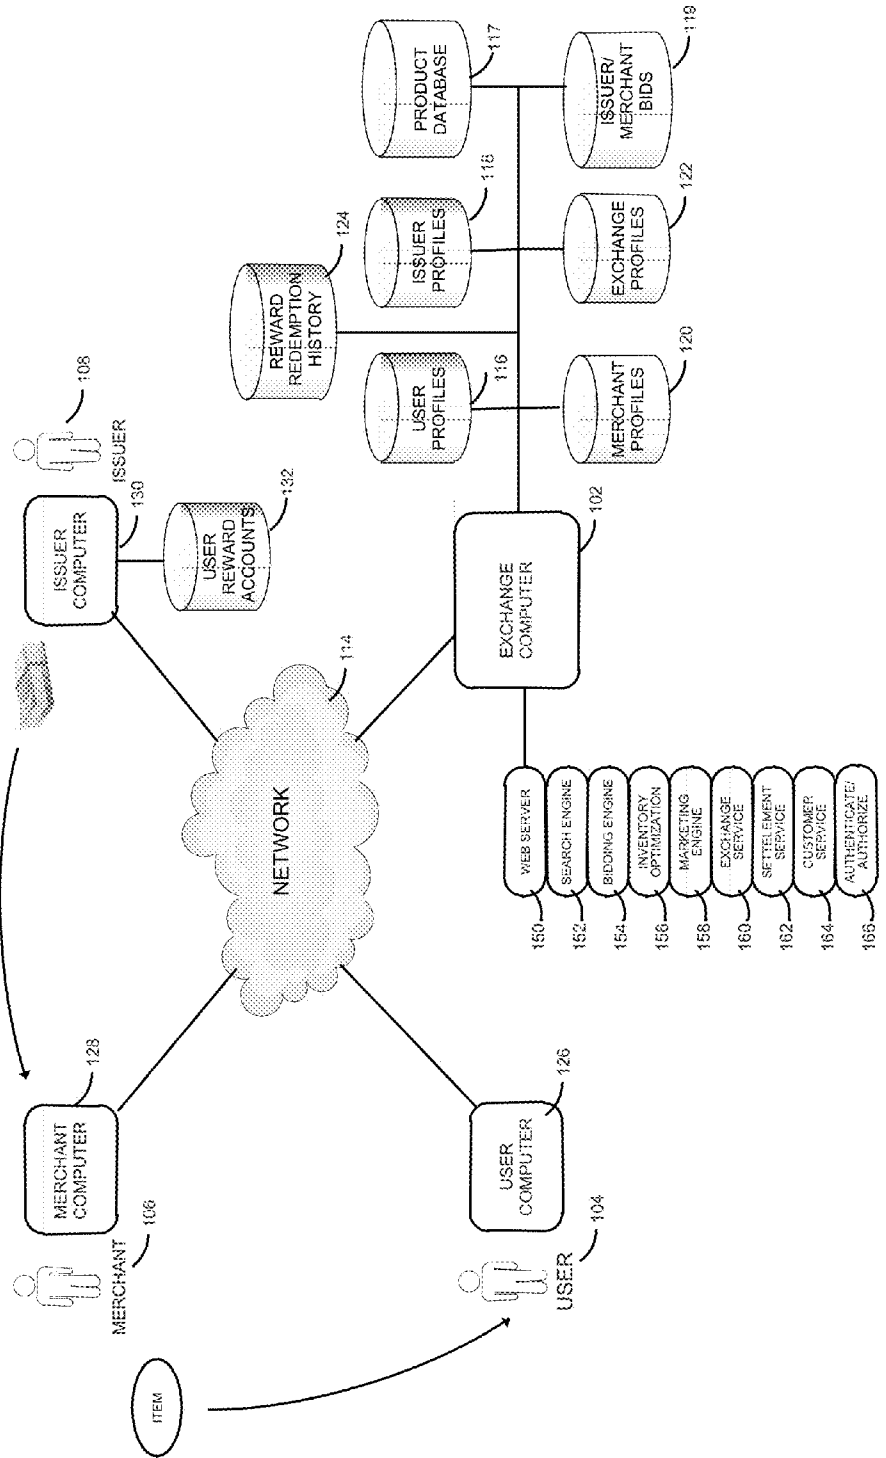 MERCHANT
COMPUTER
128
MERCHANT
106
ITEM
ISSUER
COMPUTER
130
ISSUER
108
USER
REWARD
ACCOUNTS
132
NETWORK
114
USER
COMPUTER
126
USER
104
EXCHANGE
COMPUTER
102
WEB SERVER
150
SEARCH ENGINE
152
BIDDING ENGINE
154
INVENTORY
OPTIMIZATION
156
MARKETING
ENGINE
158
EXCHANGE
SERVICE
160
SETTELEMENT
SERVICE
162
CUSTOMER
SERVICE
164
AUTHENTICATE/
AUTHORIZE
166
REWARD
REDEMPTION
HISTORY
124
USER
PROFILES
116
ISSUER
PROFILES
118
PRODUCT
DATABASE
117
MERCHANT
PROFILES
120
EXCHANGE
PROFILES
122
ISSUER/
MERCHANT
BIDS
119